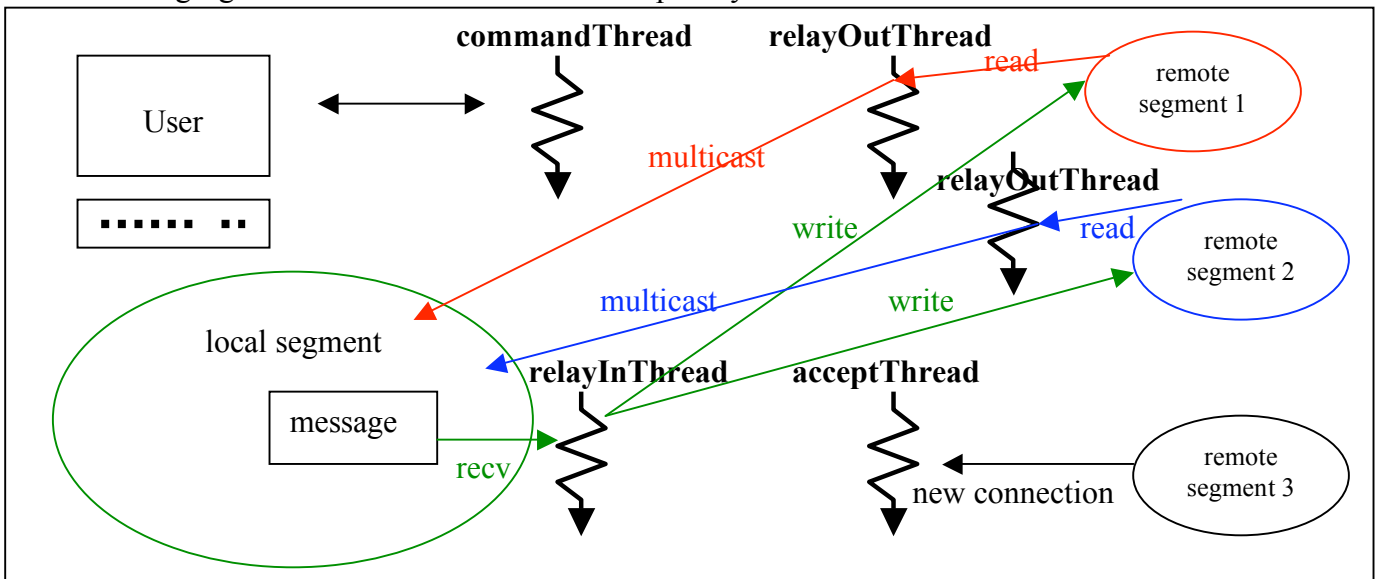 commandThread
relayOutThread
read
remote
segment 1
User
multicast
relayOutThread
write
read
remote
segment 2
multicast
write
local segment
relayInThread
acceptThread
message
recv
new connection
remote
segment 3